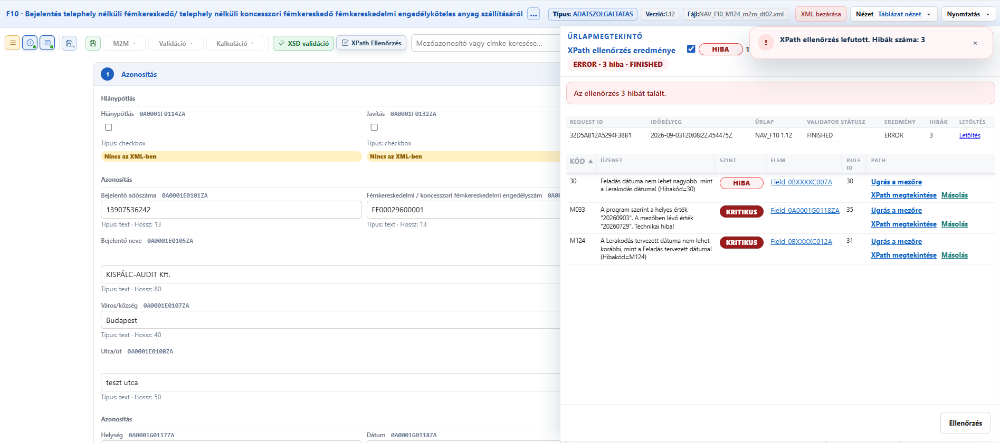 F10 · Bejelentés telephely nélküli fémkereskedő/ telephely nélküli koncesszori fémkereskedő fémkereskedelmi engedélyköteles anyag szállításáról
...
Típus: ADATSZOLGALTATAS
Verzió:1.12
Fájl:NAV_F10_M124_m2m_dt02.xml
XML bezárása
Nézet Táblázat nézet
Nyomtatás
M2M
Validáció
Kalkuláció
XSD validáció
XPath Ellenőrzés
Mezőazonosító vagy címke keresése...
1 Azonosítás
Hiánypótlás
Hiánypótlás 0A0001F0114ZA
Javítás 0A0001F0132ZA
Típus: checkbox
Típus: checkbox
Nincs az XML-ben
Nincs az XML-ben
Azonosítás
Bejelentő adószáma 0A0001E0101ZA
Fémkereskedelmi / koncesszori fémkereskedelmi engedélyszám 0A0
13907536242
FE00029600001
Típus: text · Hossz: 13
Típus: text · Hossz: 13
Bejelentő neve 0A0001E0105ZA
KISPÁLC-AUDIT Kft.
Típus: text · Hossz: 80
Város/község 0A0001E0107ZA
Budapest
Típus: text · Hossz: 40
Utca/út 0A0001E0108ZA
teszt utca
Típus: text · Hossz: 50
Azonosítás
Helység 0A0001G0117ZA
Dátum 0A0001G0118ZA
ŰRLAPMEGTEKINTŐ
XPath ellenőrzés eredménye
HIBA
1
ERROR · 3 hiba · FINISHED
! XPath ellenőrzés lefutott. Hibák száma: 3 ×
Az ellenőrzés 3 hibát talált.
REQUEST ID IDŐBÉLYEG ŰRLAP VALIDATOR STÁTUSZ EREDMÉNY HIBÁK LETÖLTÉS
32D5A812A5294F3BB1 2026-09-03T20:08:22.454475Z NAV_F10 1.12 FINISHED ERROR 3 Letöltés
KÓD ▲ ÜZENET SZINT ELEM RULE ID PATH
30 Feladás dátuma nem lehet nagyobb mint a Lerakodás dátuma! (Hibakód=30) HIBA Field_0BXXXXC007A 30 Ugrás a mezőre
XPath megtekintése Másolás
M033 A program szerint a helyes érték "20260903". A mezőben lévő érték "20260729". Technikai hiba! KRITIKUS Field_0A0001G0118ZA 35 Ugrás a mezőre
XPath megtekintése Másolás
M124 A Lerakodás tervezett dátuma nem lehet korábbi, mint a Feladás tervezett dátuma! (Hibakód=M124) KRITIKUS Field_0BXXXXC012A 31 Ugrás a mezőre
XPath megtekintése Másolás
Ellenőrzés